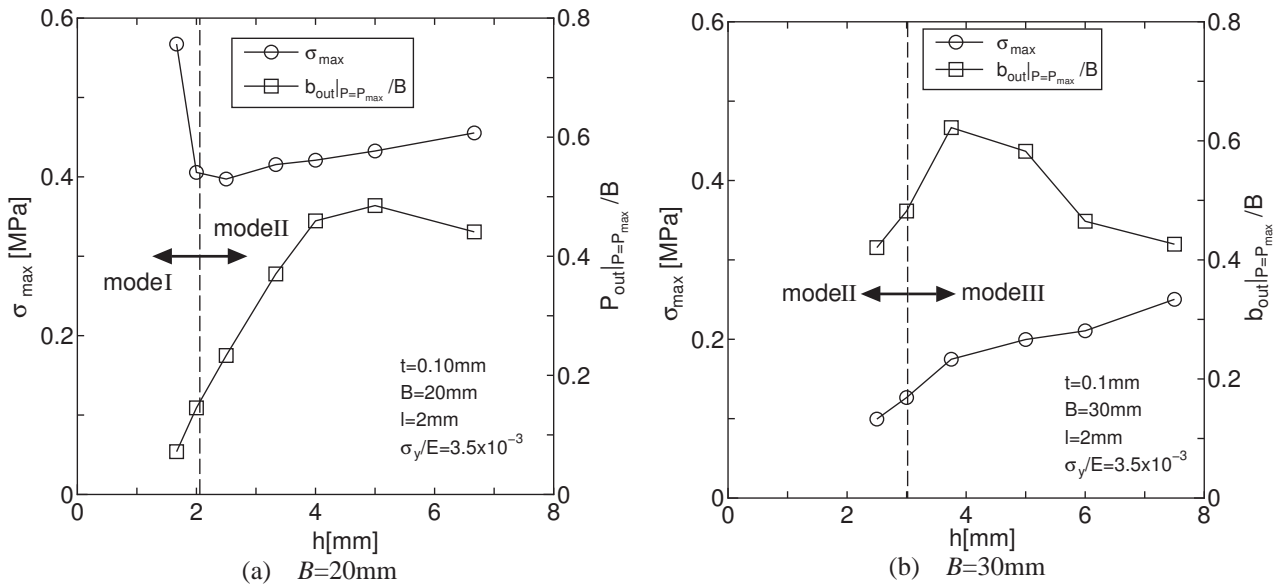 0.6
0.4
0.2
0
σmax [MPa]
0.8
0.6
0.4
0.2
0
Pout|P=Pmax /B
0 2 4 6 8
h[mm]
σmax
bout|P=Pmax /B
modeI
modeII
t=0.10mm
B=20mm
l=2mm
σy/E=3.5x10−3
(a) B=20mm
0.6
0.4
0.2
0
σmax [MPa]
0.8
0.6
0.4
0.2
0
bout|P=Pmax /B
0 2 4 6 8
h[mm]
σmax
bout|P=Pmax /B
modeII
modeIII
t=0.1mm
B=30mm
l=2mm
σy/E=3.5x10−3
(b) B=30mm